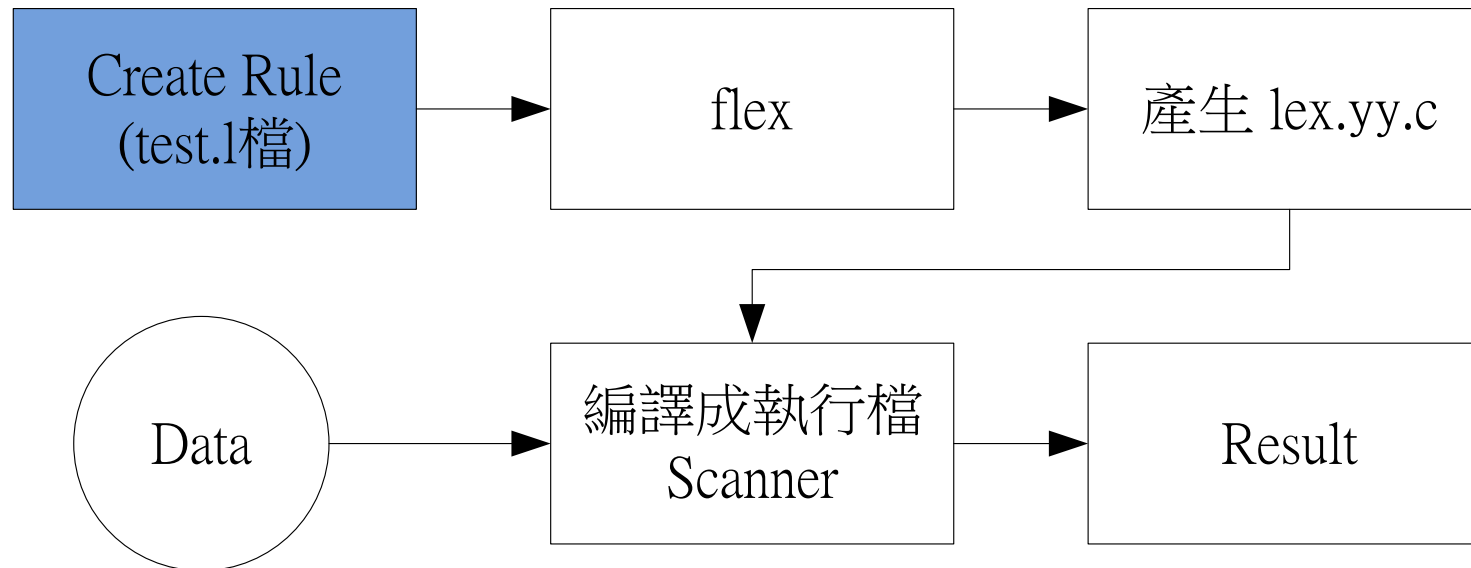 Create Rule
(test.l檔)
flex
產生 lex.yy.c
Data
編譯成執行檔
Scanner
Result